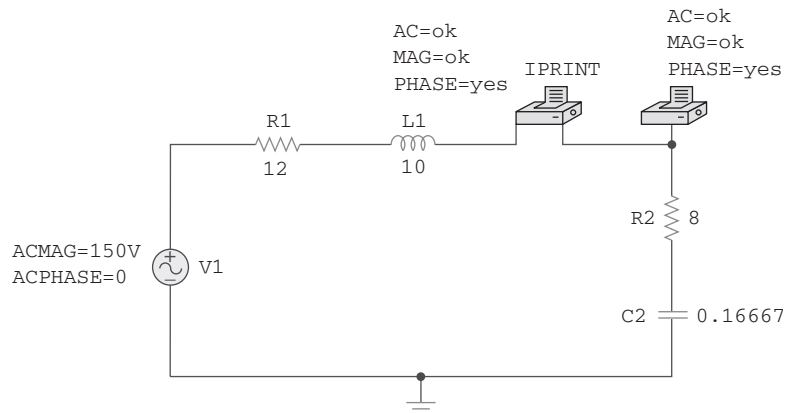 AC=ok
MAG=ok
PHASE=yes
IPRINT
AC=ok
MAG=ok
PHASE=yes
R1
12
L1
10
R2 8
ACMAG=150V
ACPHASE=0
V1
C2 0.16667